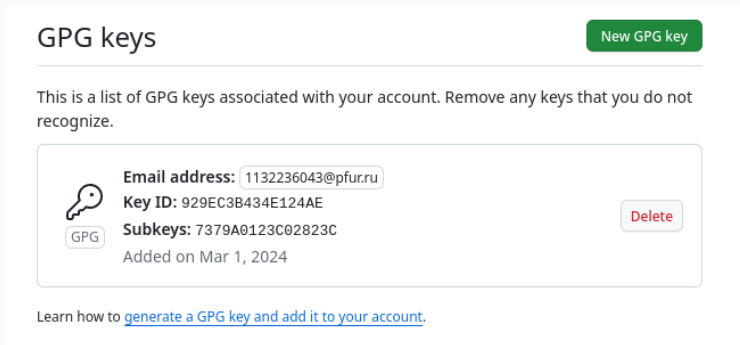 GPG keys
New GPG key
This is a list of GPG keys associated with your account. Remove any keys that you do not
recognize.
Email address: 1132236043@pfur.ru
Key ID: 929EC3B434E124AE
GPG
Subkeys: 7379A0123C02823C
Delete
Added on Mar 1, 2024
Learn how to generate a GPG key and add it to your account.